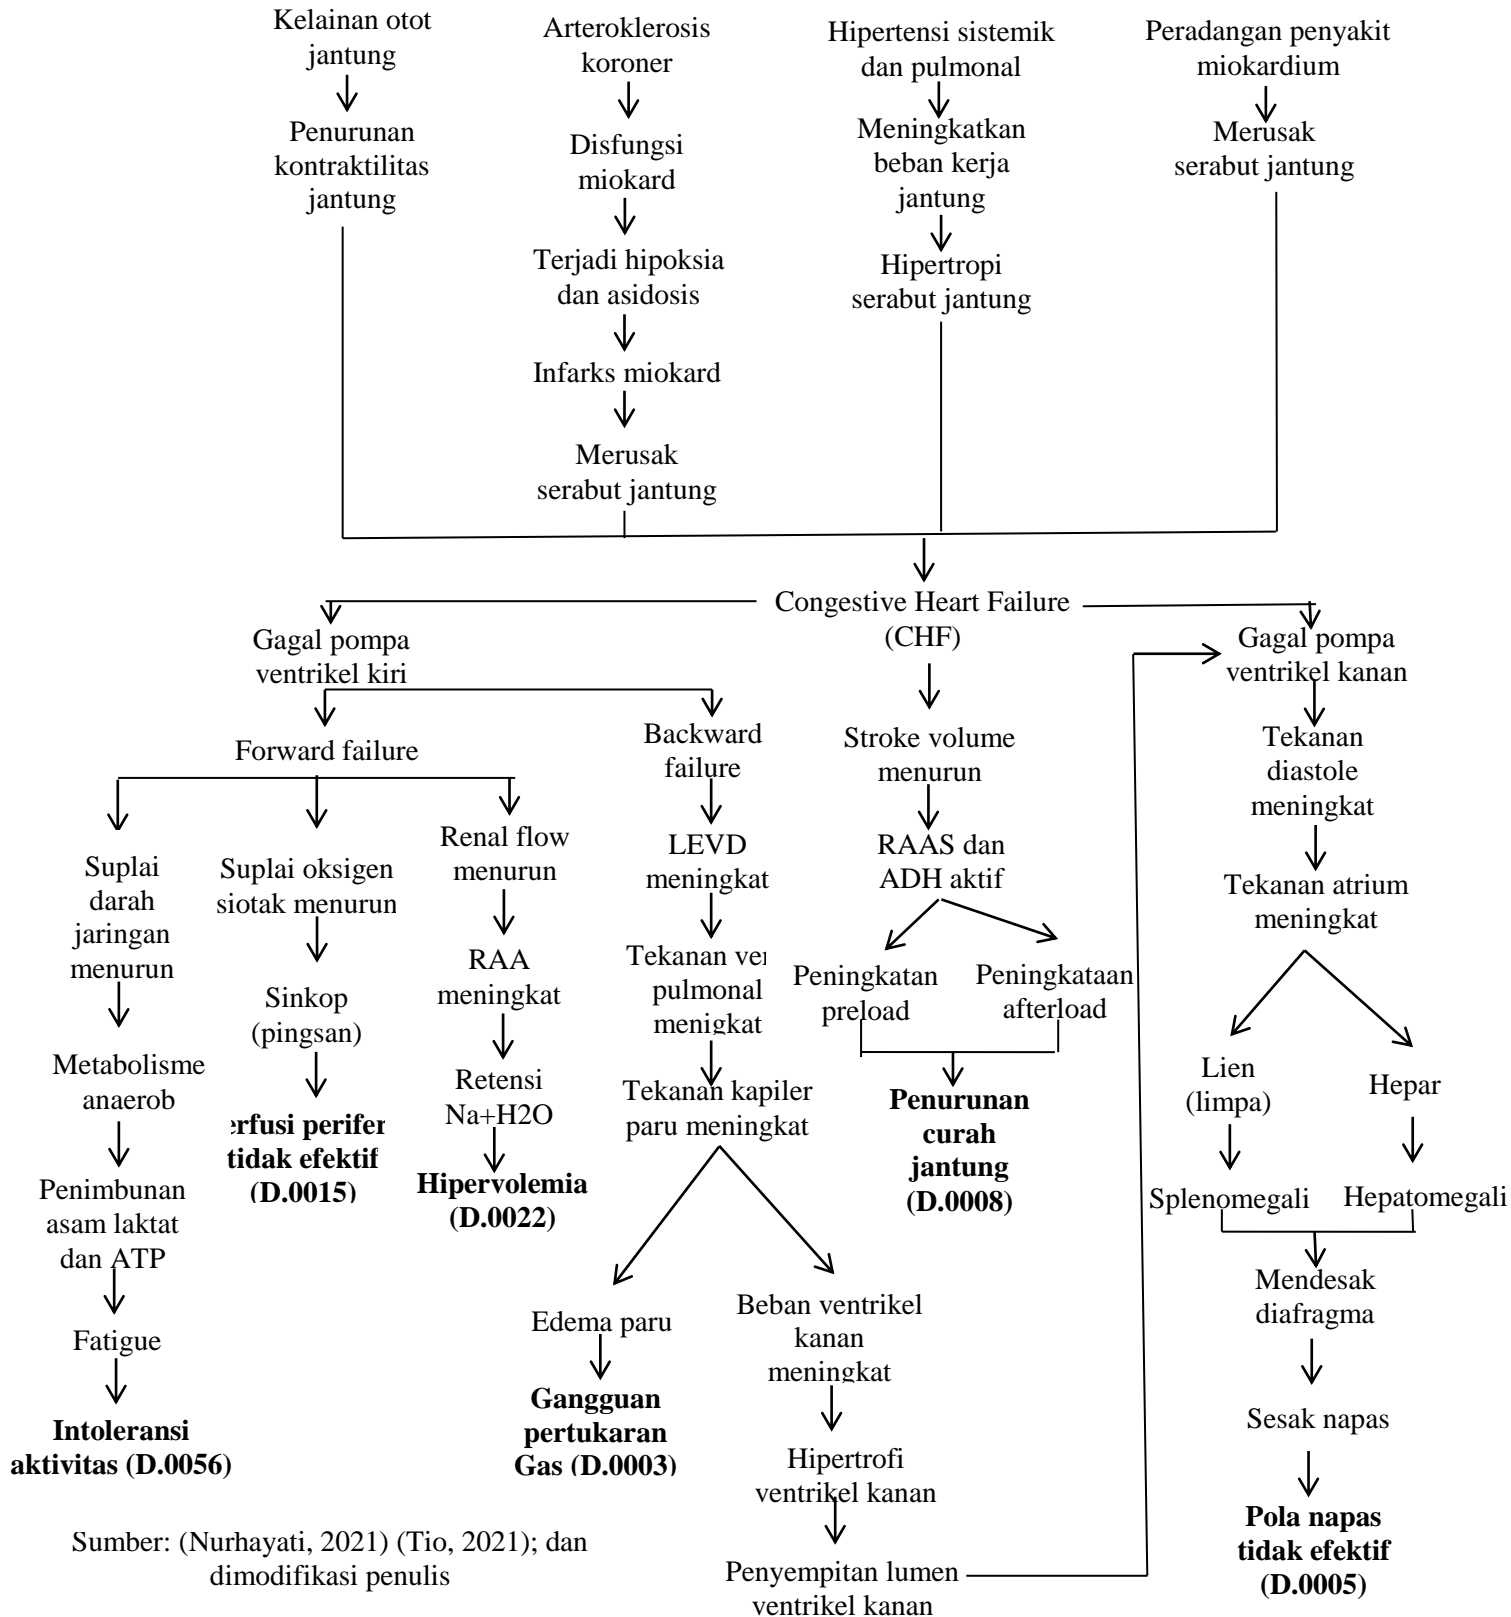 Kelainan otot
jantung
Penurunan
kontraktilitas
jantung
Arteroklerosis
koroner
Disfungsi
miokard
Terjadi hipoksia
dan asidosis
Infarks miokard
Merusak
serabut jantung
Hipertensi sistemik
dan pulmonal
Meningkatkan
beban kerja
jantung
Hipertropi
serabut jantung
Peradangan penyakit
miokardium
Merusak
serabut jantung
Congestive Heart Failure
(CHF)
Gagal pompa
ventrikel kiri
Forward failure
Suplai
darah
jaringan
menurun
Metabolisme
anaerob
Penimbunan
asam laktat
dan ATP
Fatigue
Intoleransi
aktivitas (D.0056)
Suplai oksigen
siotak menurun
Sinkop
(pingsan)
erfusi perifer
tidak efektif
(D.0015)
Renal flow
menurun
RAA
meningkat
Retensi
Na+H2O
Hipervolemia
(D.0022)
Backward
failure
LEVD
meningkat
Tekanan ver
pulmonal
menigkat
Tekanan kapiler
paru meningkat
Edema paru
Gangguan
pertukaran
Gas (D.0003)
Beban ventrikel
kanan
meningkat
Hipertrofi
ventrikel kanan
Penyempitan lumen
ventrikel kanan
Stroke volume
menurun
RAAS dan
ADH aktif
Peningkatan
preload
Peningkataan
afterload
Penurunan
curah
jantung
(D.0008)
Gagal pompa
ventrikel kanan
Tekanan
diastole
meningkat
Tekanan atrium
meningkat
Lien
(limpa)
Splenomegali
Hepar
Hepatomegali
Mendesak
diafragma
Sesak napas
Pola napas
tidak efektif
(D.0005)
Sumber: (Nurhayati, 2021) (Tio, 2021); dan
dimodifikasi penulis